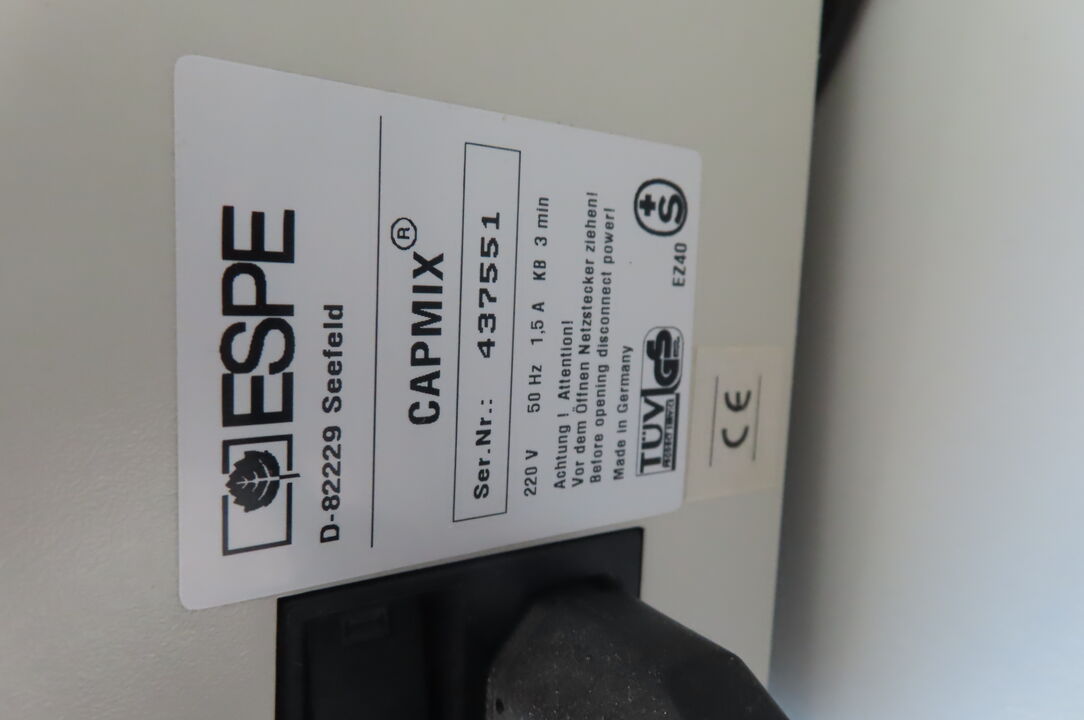 ESPE
D-82229 Seefeld
CAPMIX®
Ser.Nr.: 437551
220 V 50 Hz 1,5 A KB 3 min
Achtung ! Attention!
Vor dem Öffnen Netzstecker ziehen!
Before opening disconnect power!
Made in Germany
TÜV GS
EZ40
+S
CE